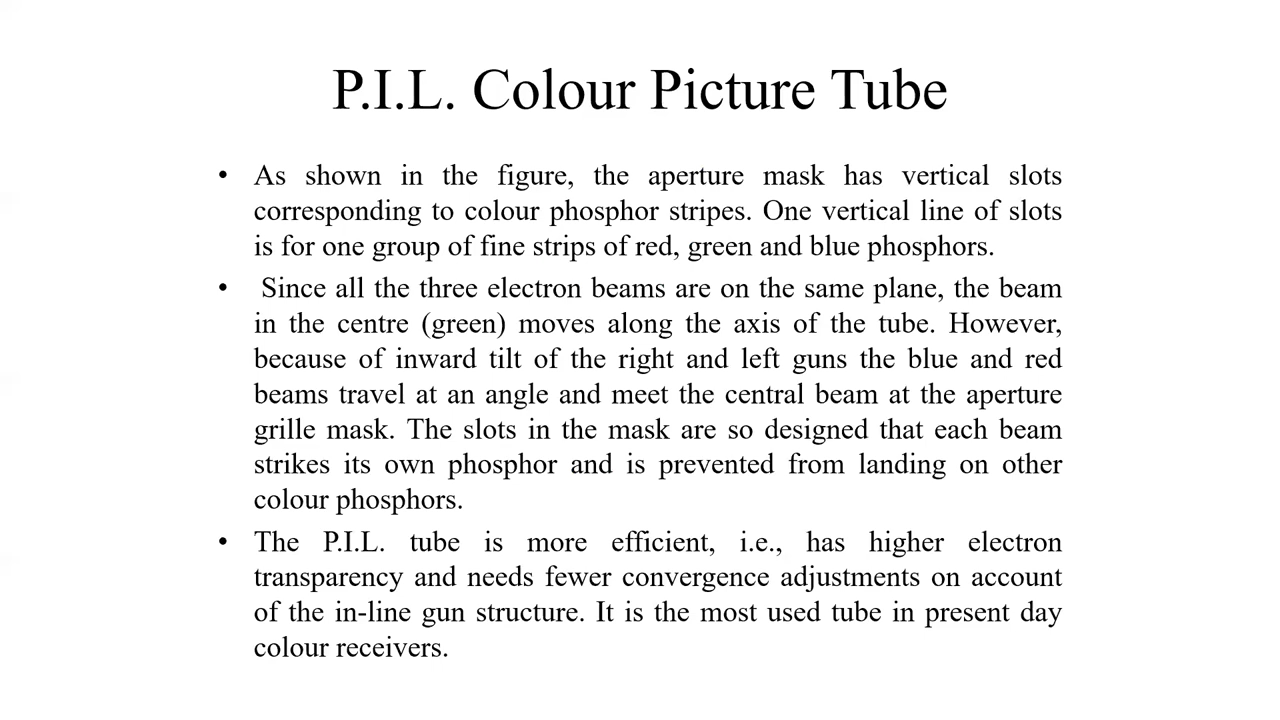 P.I.L. Colour Picture Tube
• As shown in the figure, the aperture mask has vertical slots
corresponding to colour phosphor stripes. One vertical line of slots
is for one group of fine strips of red, green and blue phosphors.
• Since all the three electron beams are on the same plane, the beam
in the centre (green) moves along the axis of the tube. However,
because of inward tilt of the right and left guns the blue and red
beams travel at an angle and meet the central beam at the aperture
grille mask. The slots in the mask are so designed that each beam
strikes its own phosphor and is prevented from landing on other
colour phosphors.
• The P.I.L. tube is more efficient, i.e., has higher electron
transparency and needs fewer convergence adjustments on account
of the in-line gun structure. It is the most used tube in present day
colour receivers.